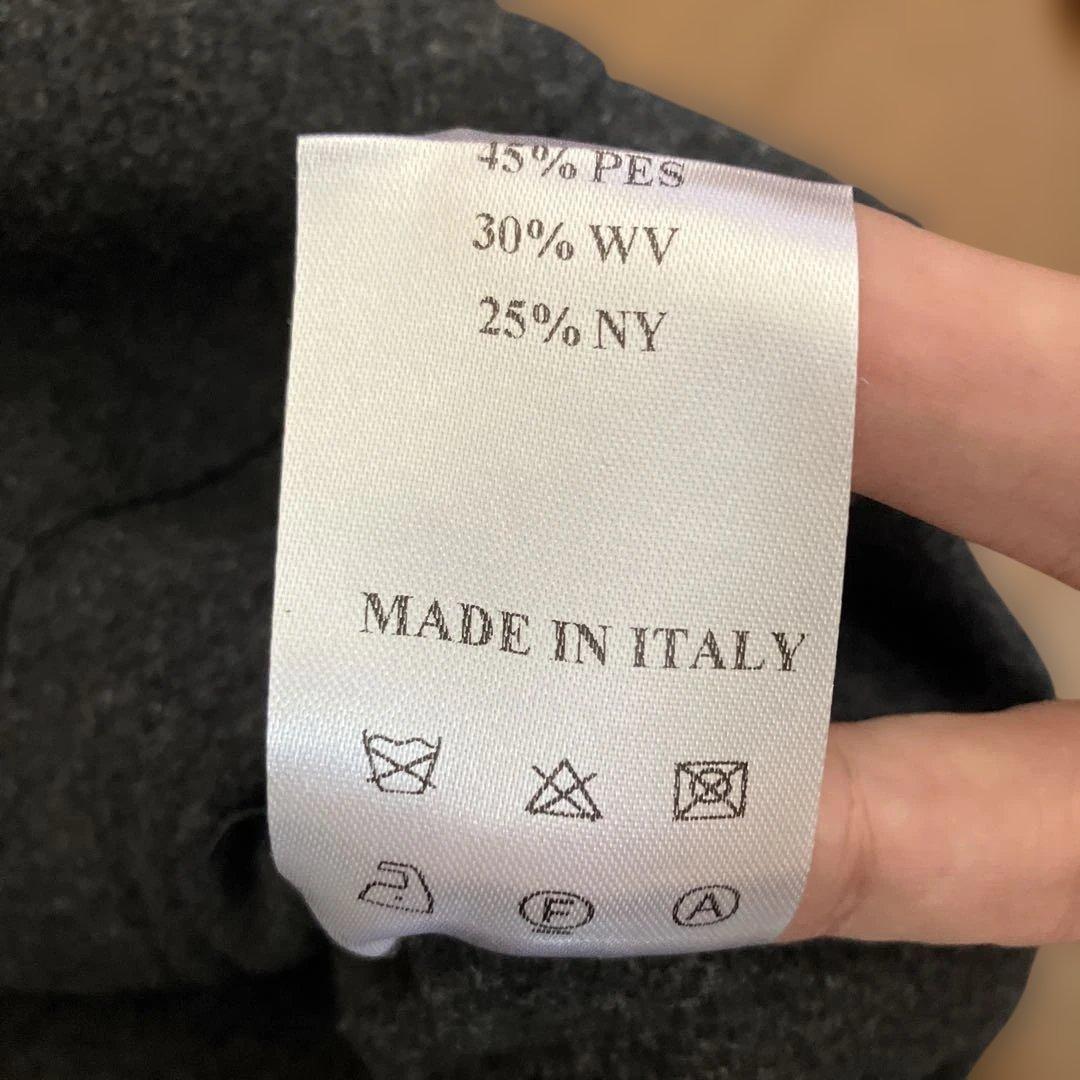 45% PES
30% WV
25% NY
MADE IN ITALY
F A